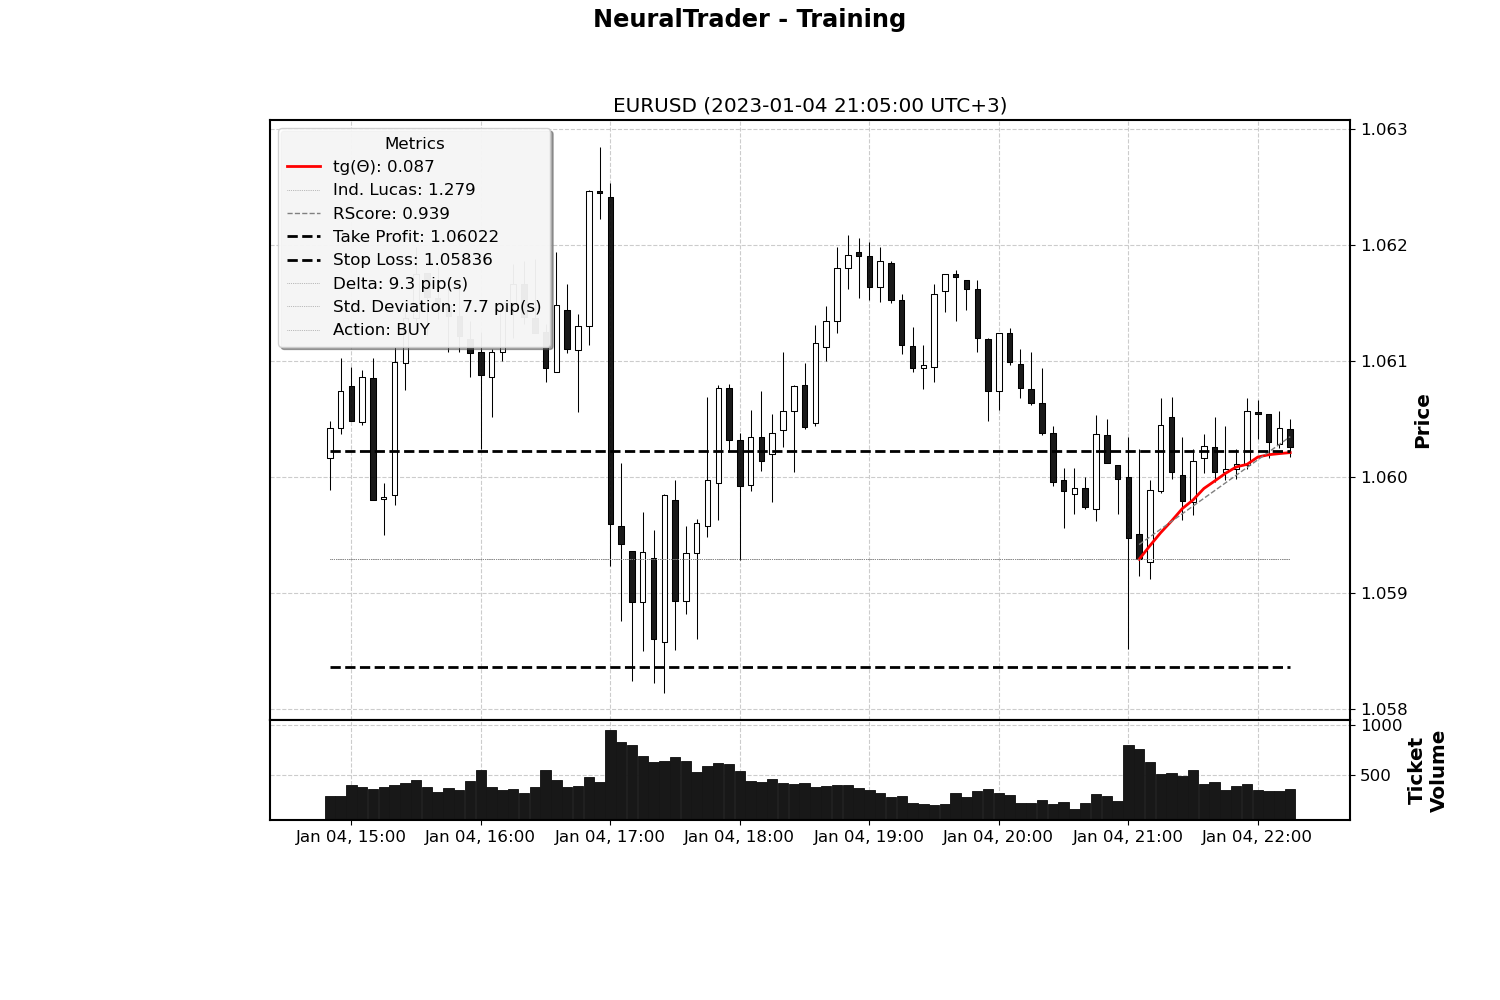 NeuralTrader - Training
EURUSD (2023-01-04 21:05:00 UTC+3)
Metrics
tg(Θ): 0.087
Ind. Lucas: 1.279
RScore: 0.939
Take Profit: 1.06022
Stop Loss: 1.05836
Delta: 9.3 pip(s)
Std. Deviation: 7.7 pip(s)
Action: BUY
1.063
1.062
1.061
1.060
1.059
1.058
Price
1000
500
Ticket
Volume
Jan 04, 15:00
Jan 04, 16:00
Jan 04, 17:00
Jan 04, 18:00
Jan 04, 19:00
Jan 04, 20:00
Jan 04, 21:00
Jan 04, 22:00